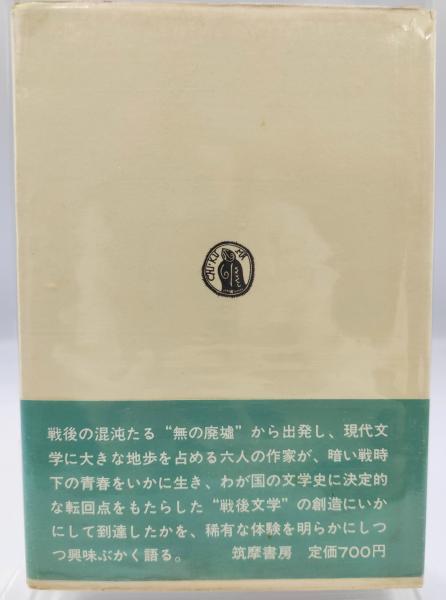 CHIKUMA
戦後の混沌たる“無の廃墟”から出発し、現代文
学に大きな地歩を占める六人の作家が、暗い戦時
下の青春をいかに生き、わが国の文学史に決定的
な転回点をもたらした“戦後文学”の創造にいか
にして到達したかを、稀有な体験を明らかにしつ
つ興味ぶかく語る。 筑摩書房 定価700円